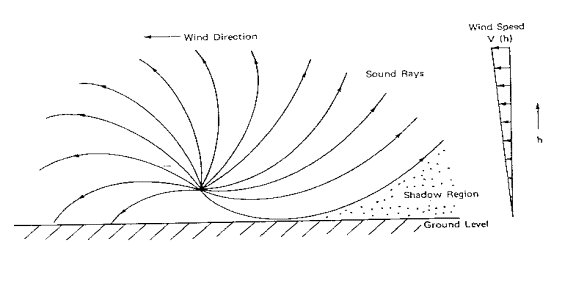 Wind Speed
V (h)
Wind Direction
Sound Rays
h
Shadow Region
Ground Level